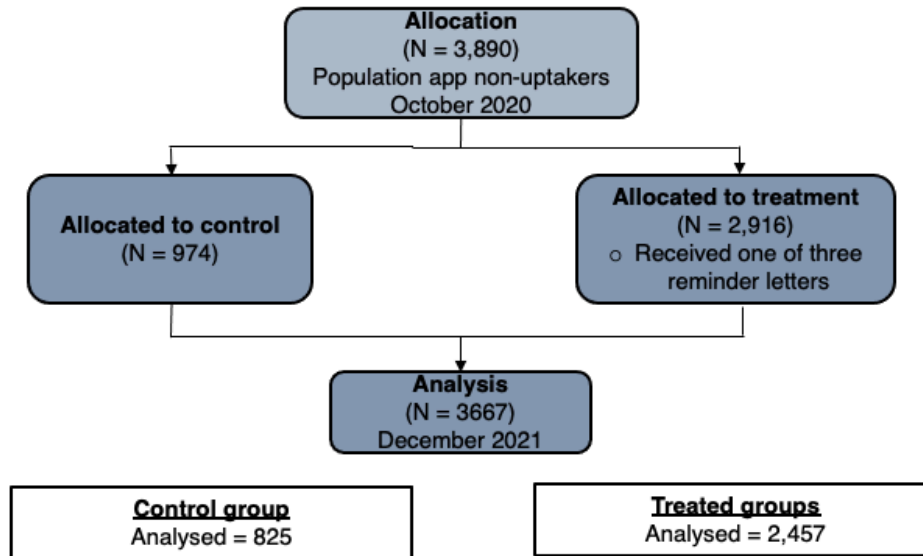 Allocation
(N = 3,890)
Population app non-uptakers
October 2020
Allocated to control
(N = 974)
Allocated to treatment
(N = 2,916)
○ Received one of three
reminder letters
Analysis
(N = 3667)
December 2021
Control group
Analysed = 825
Treated groups
Analysed = 2,457